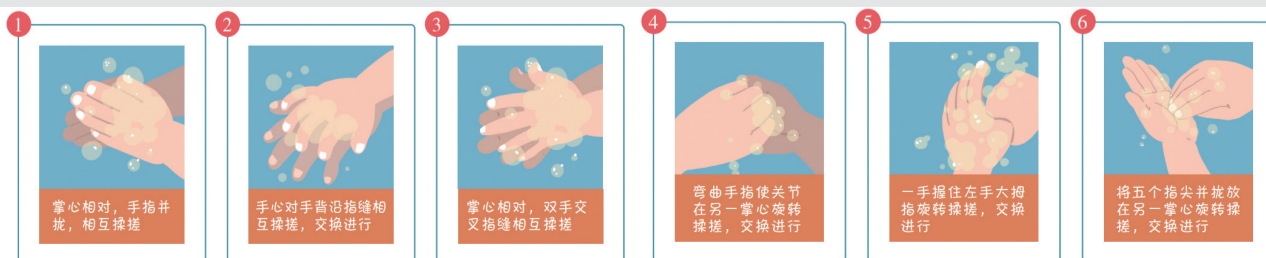 1
掌心相对，手指并
拢，相互揉搓
2
手心对手背沿指缝相
互揉搓，交换进行
3
掌心相对，双手交
叉指缝相互揉搓
4
弯曲手指使关节
在另一掌心旋转
揉搓，交换进行
5
一手握住左手大拇
指旋转揉搓，交换
进行
6
将五个指尖并拢放
在另一掌心旋转揉
搓，交换进行